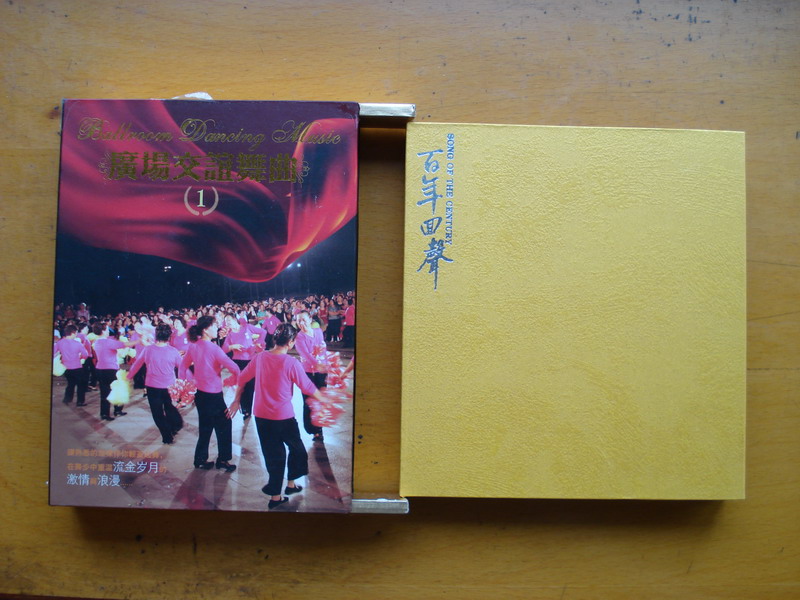 Ballroom Dancing Music
廣場交誼舞曲
(1)
流金岁月
激情 浪漫
SONG OF THE CENTURY
百年回聲